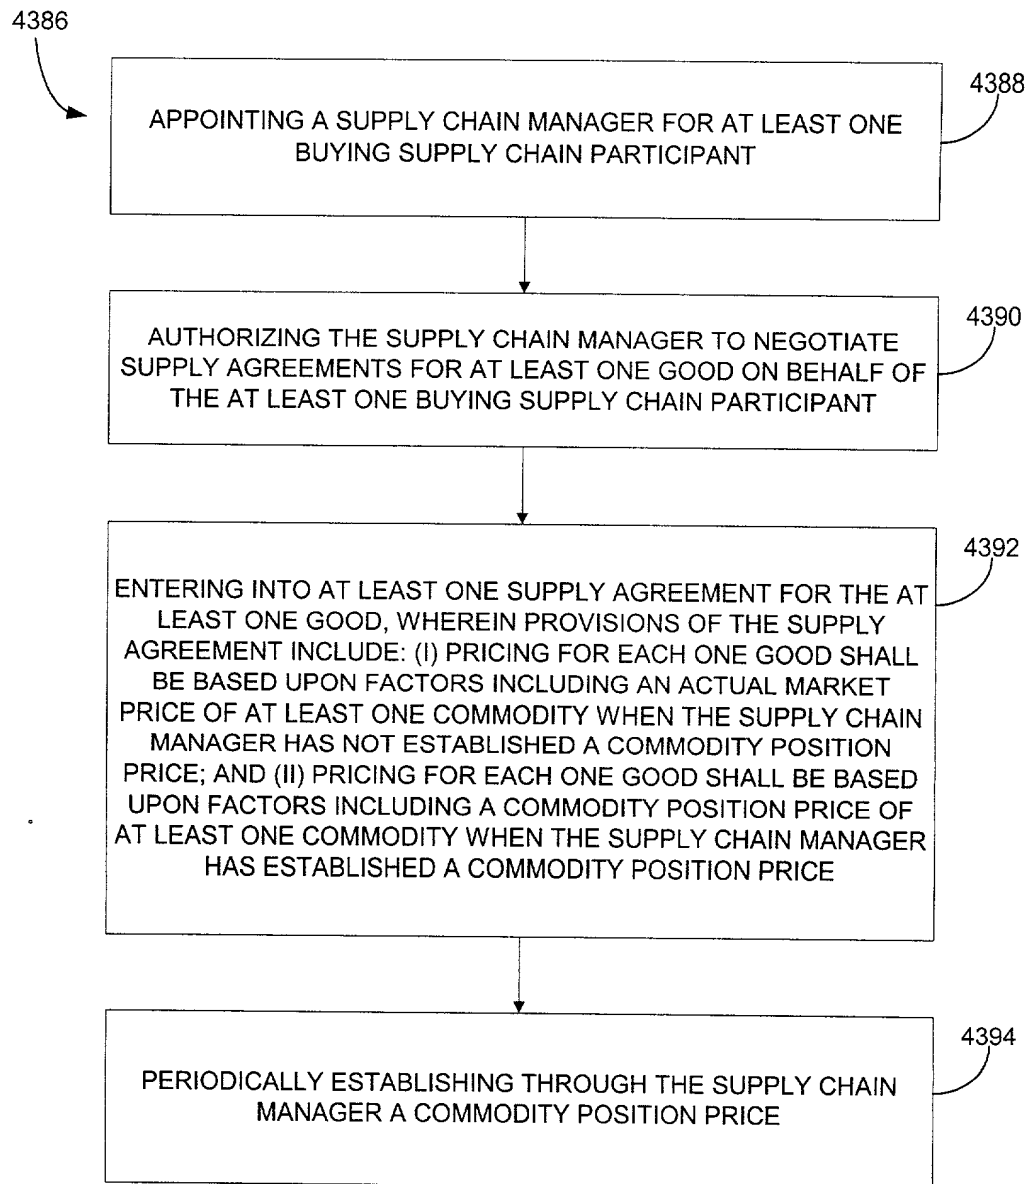 4386
4388
APPOINTING A SUPPLY CHAIN MANAGER FOR AT LEAST ONE
BUYING SUPPLY CHAIN PARTICIPANT
4390
AUTHORIZING THE SUPPLY CHAIN MANAGER TO NEGOTIATE
SUPPLY AGREEMENTS FOR AT LEAST ONE GOOD ON BEHALF OF
THE AT LEAST ONE BUYING SUPPLY CHAIN PARTICIPANT
4392
ENTERING INTO AT LEAST ONE SUPPLY AGREEMENT FOR THE AT
LEAST ONE GOOD, WHEREIN PROVISIONS OF THE SUPPLY
AGREEMENT INCLUDE: (I) PRICING FOR EACH ONE GOOD SHALL
BE BASED UPON FACTORS INCLUDING AN ACTUAL MARKET
PRICE OF AT LEAST ONE COMMODITY WHEN THE SUPPLY CHAIN
MANAGER HAS NOT ESTABLISHED A COMMODITY POSITION
PRICE; AND (II) PRICING FOR EACH ONE GOOD SHALL BE BASED
UPON FACTORS INCLUDING A COMMODITY POSITION PRICE OF
AT LEAST ONE COMMODITY WHEN THE SUPPLY CHAIN MANAGER
HAS ESTABLISHED A COMMODITY POSITION PRICE
4394
PERIODICALLY ESTABLISHING THROUGH THE SUPPLY CHAIN
MANAGER A COMMODITY POSITION PRICE